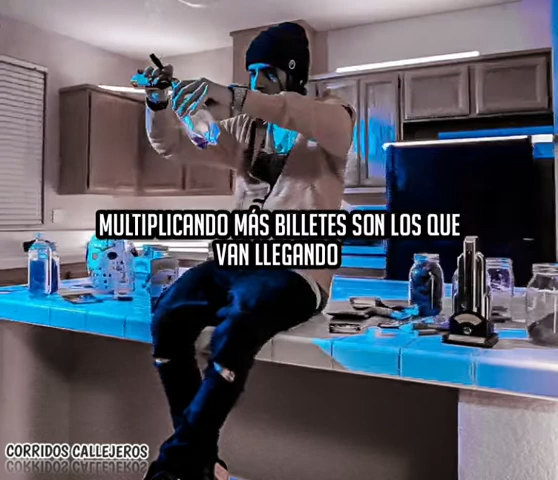 MULTIPLICANDO MÁS BILLETES SON LOS QUE
VAN LLEGANDO
CORRIDOS CALLEJEROS